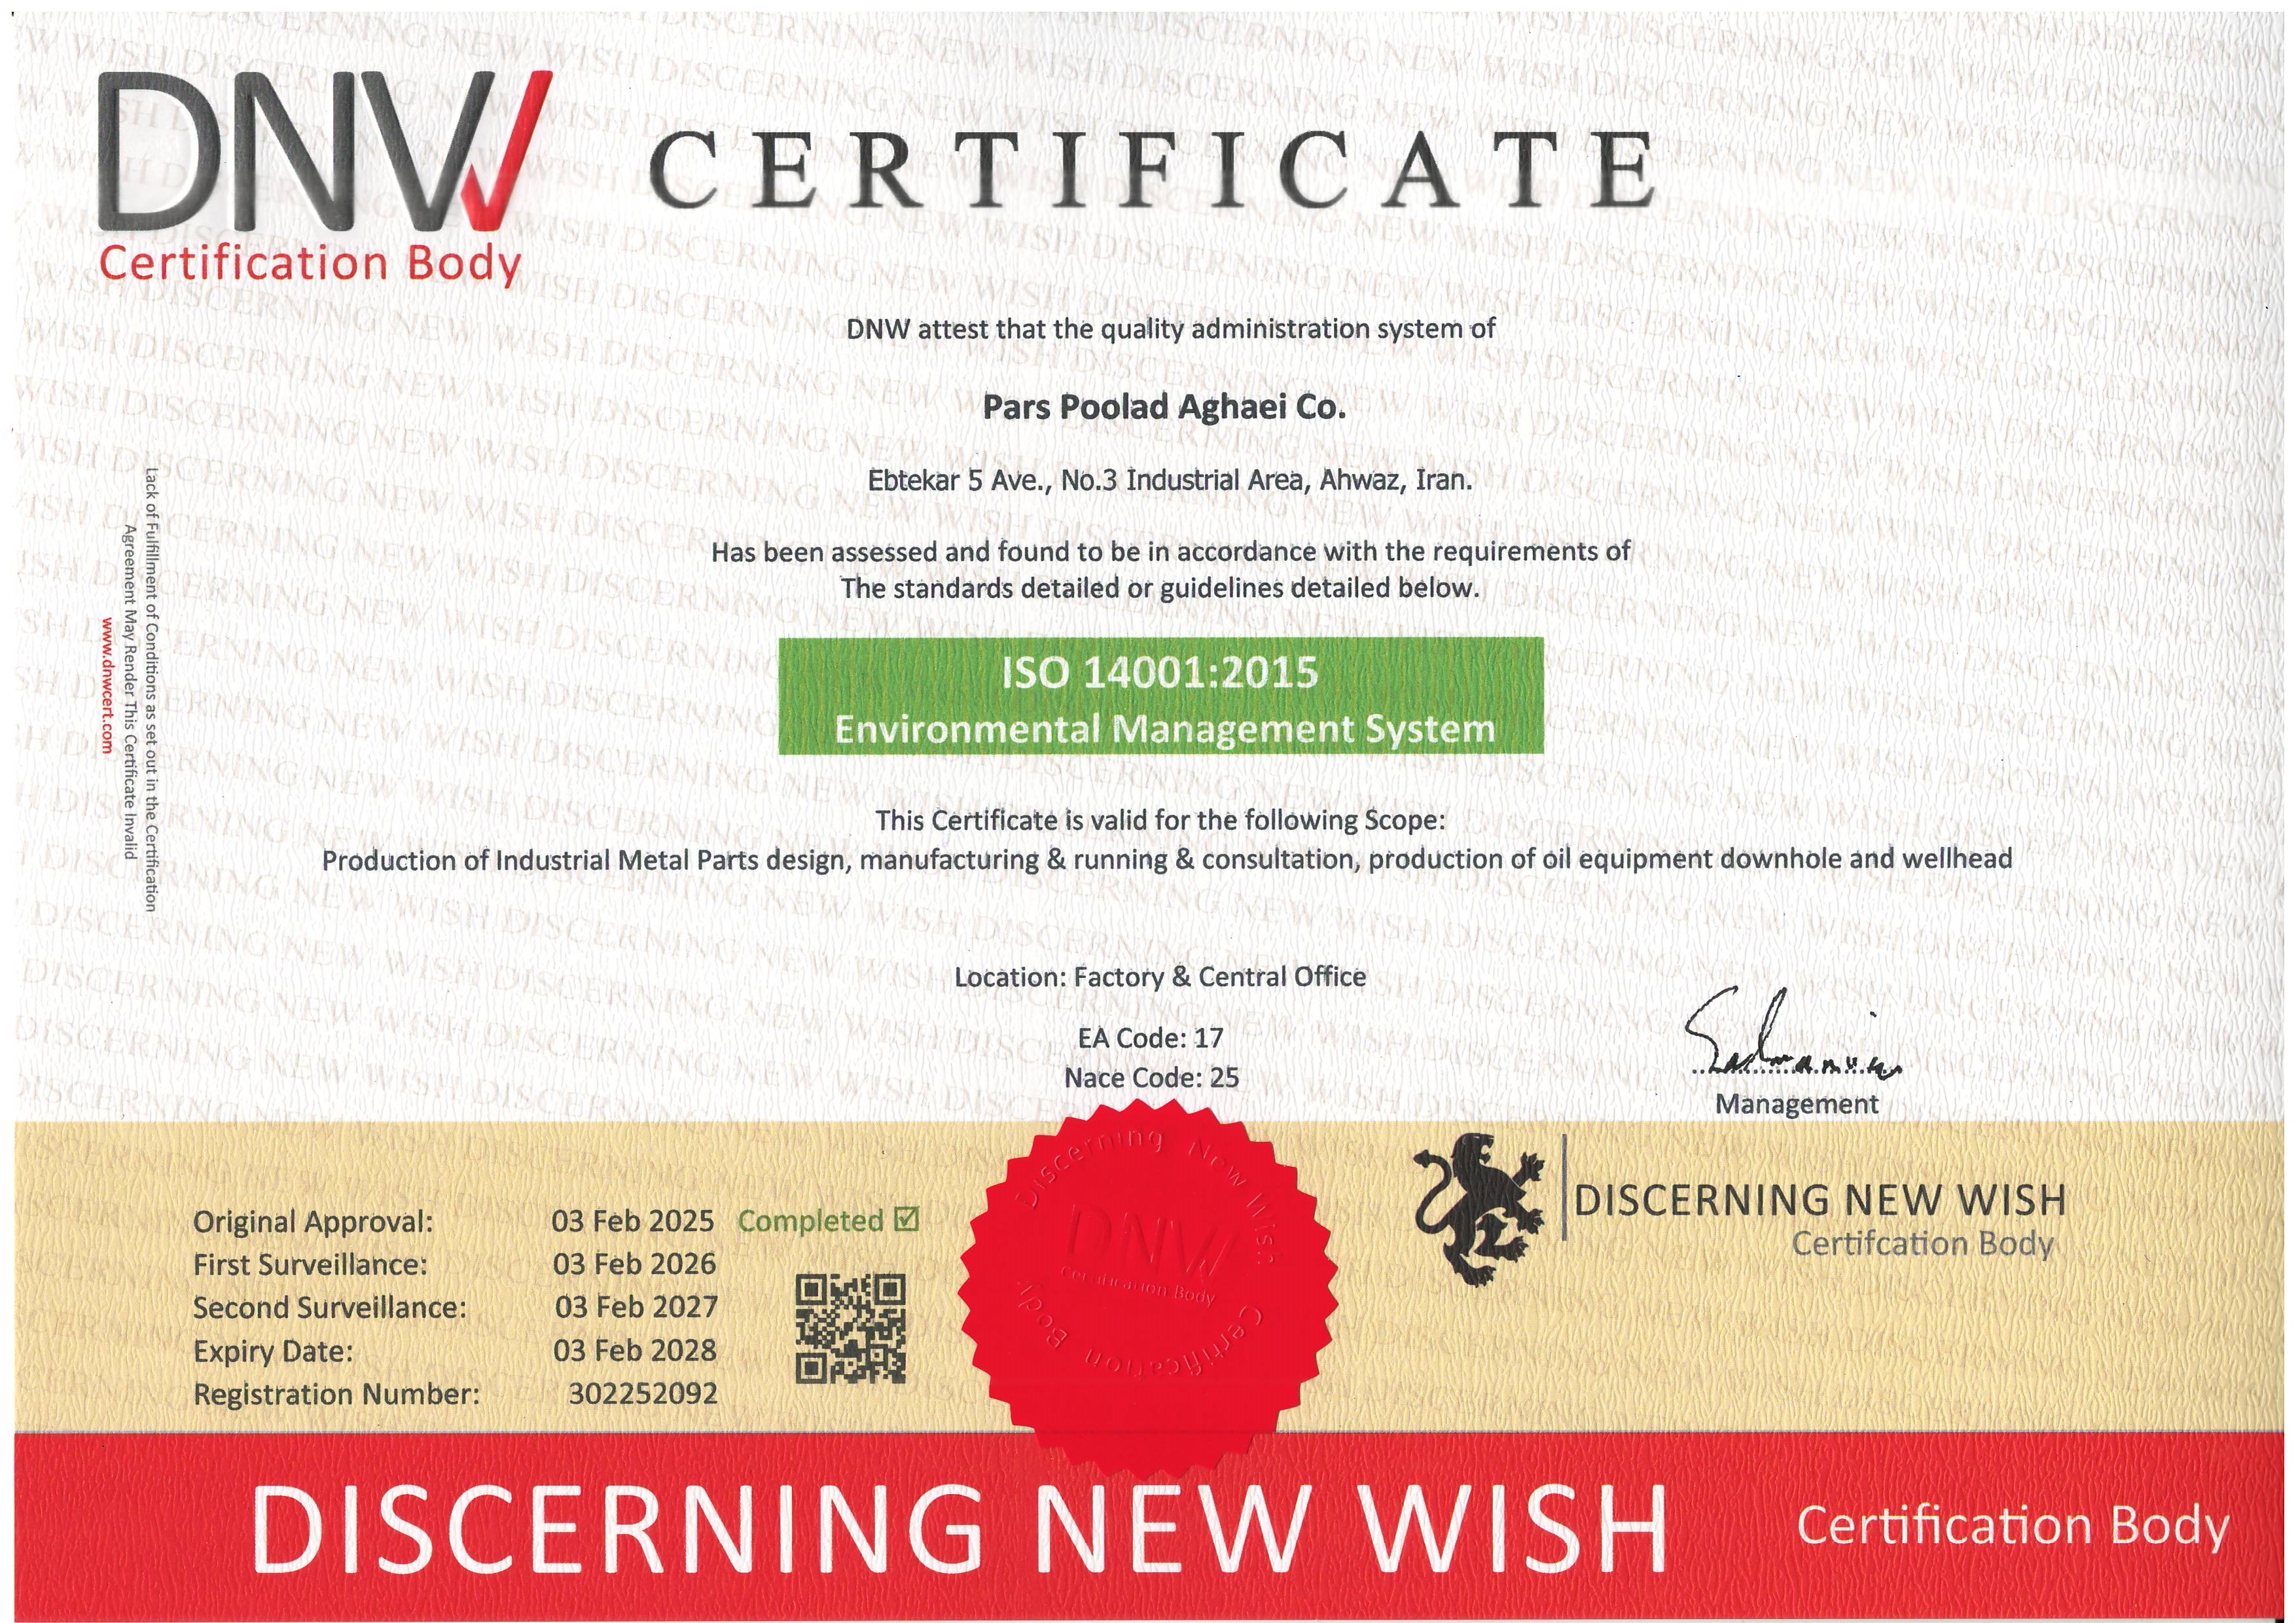 DNW
Certification Body
CERTIFICATE
DNW attest that the quality administration system of
Pars Poolad Aghaei Co.
Ebtekar 5 Ave., No.3 Industrial Area, Ahwaz, Iran.
Has been assessed and found to be in accordance with the requirements of
The standards detailed or guidelines detailed below.
ISO 14001:2015
Environmental Management System
This Certificate is valid for the following Scope:
Production of Industrial Metal Parts design, manufacturing & running & consultation, production of oil equipment downhole and wellhead
Location: Factory & Central Office
EA Code: 17
Nace Code: 25
Management
Lack of Fulfillment of Conditions as set out in the Certification
Agreement May Render This Certificate Invalid
www.dnwcert.com
Original Approval: 03 Feb 2025 Completed ☑
First Surveillance: 03 Feb 2026
Second Surveillance: 03 Feb 2027
Expiry Date: 03 Feb 2028
Registration Number: 302252092
Discerning New Wish
DNW
Certification Body
Certification Body
DISCERNING NEW WISH
Certifcation Body
DISCERNING NEW WISH
Certification Body